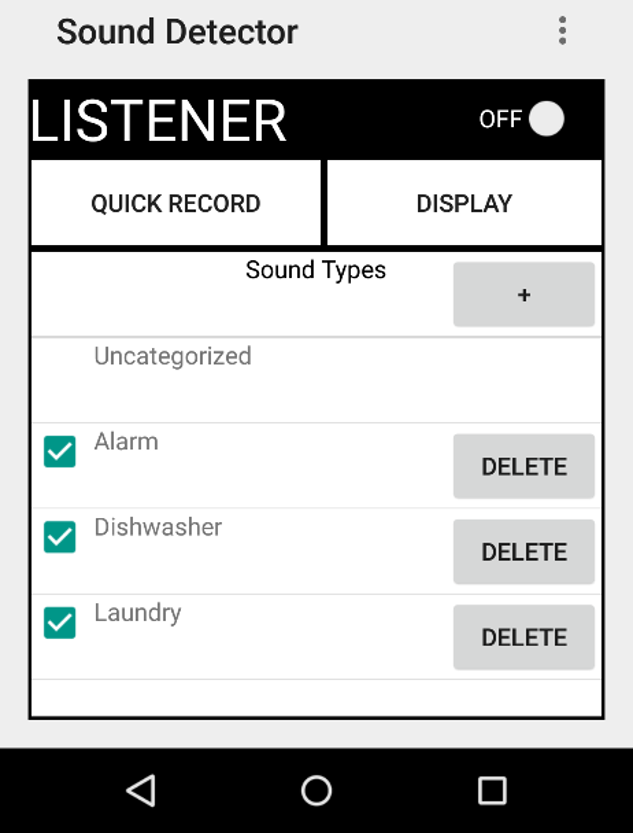 Sound Detector
LISTENER OFF
QUICK RECORD DISPLAY
Sound Types +
Uncategorized
Alarm DELETE
Dishwasher DELETE
Laundry DELETE